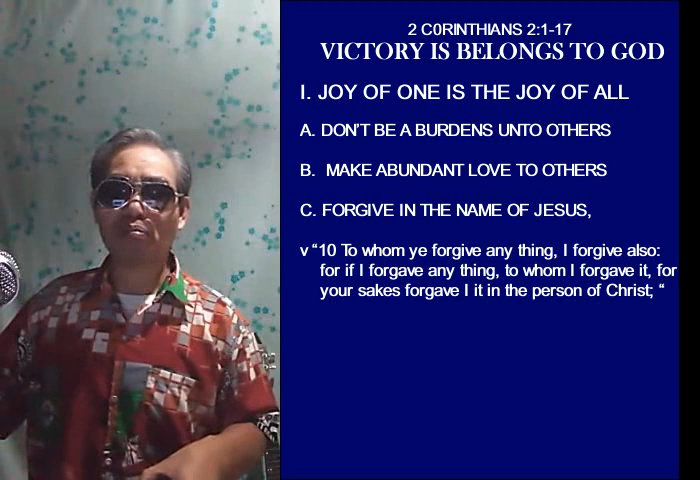 2 C0RINTHIANS 2:1-17
VICTORY IS BELONGS TO GOD
I. JOY OF ONE IS THE JOY OF ALL
A. DON'T BE A BURDENS UNTO OTHERS
B. MAKE ABUNDANT LOVE TO OTHERS
C. FORGIVE IN THE NAME OF JESUS,
v “10 To whom ye forgive any thing, I forgive also:
for if I forgave any thing, to whom I forgave it, for
your sakes forgave I it in the person of Christ; “